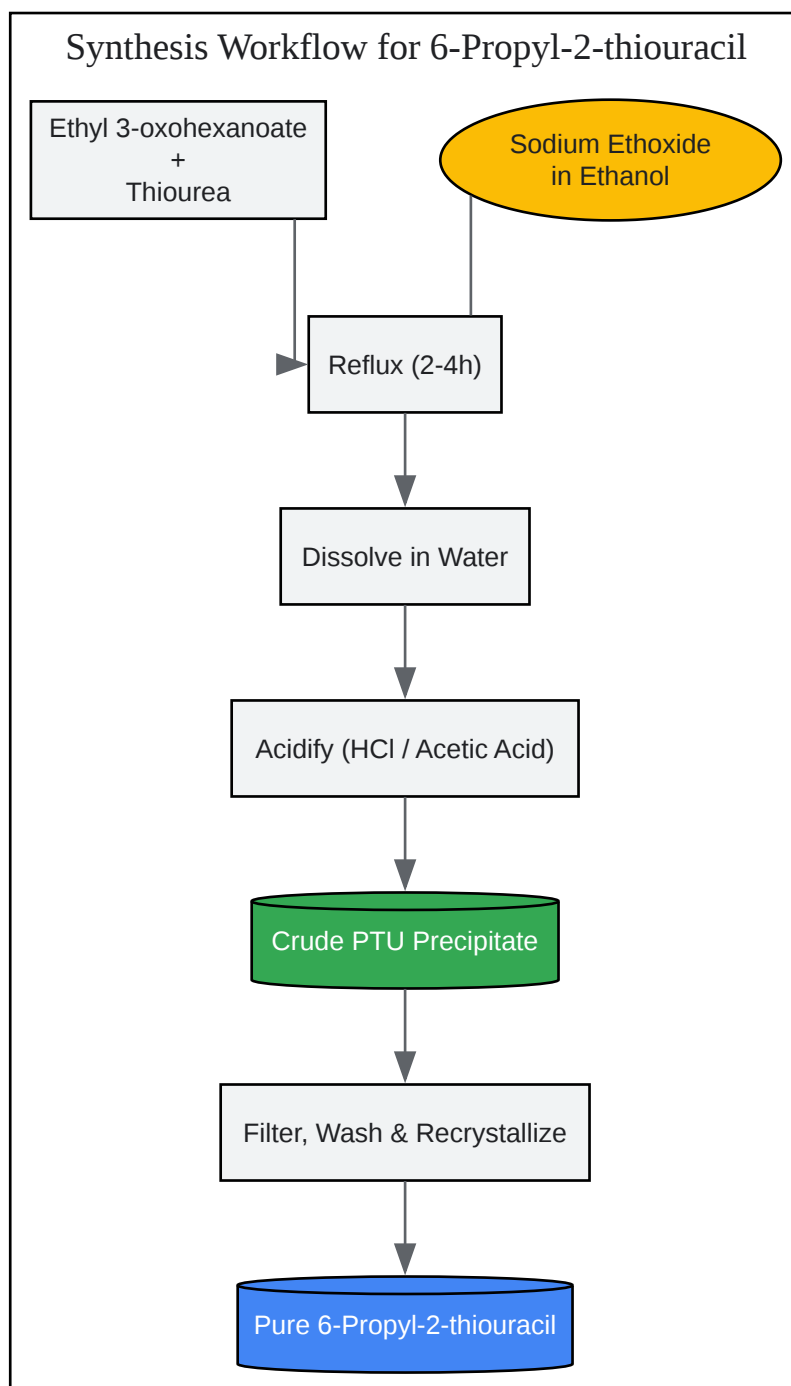 Synthesis Workflow for 6-Propyl-2-thiouracil
Ethyl 3-oxohexanoate
+
Thiourea
Sodium Ethoxide
in Ethanol
Reflux (2-4h)
Dissolve in Water
Acidify (HCl / Acetic Acid)
Crude PTU Precipitate
Filter, Wash & Recrystallize
Pure 6-Propyl-2-thiouracil